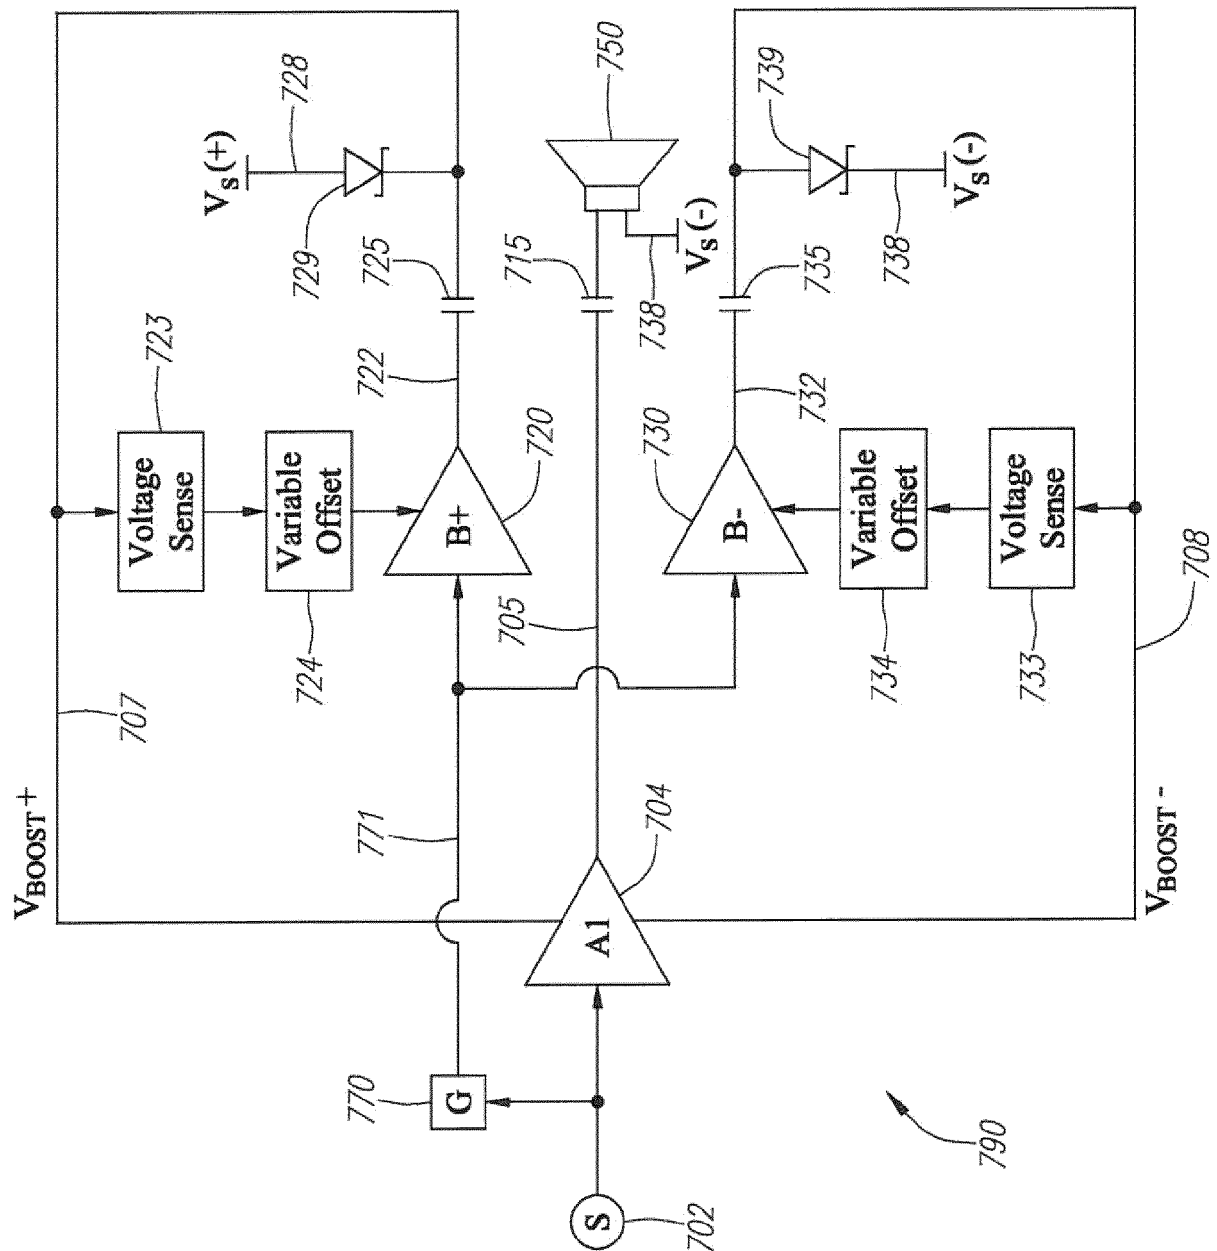 V_BOOST +
707
Voltage Sense
723
Variable Offset
724
V_S (+)
728
729
725
722
B+
720
771
G
770
S
702
A1
704
705
715
750
738
V_S (-)
B-
730
732
735
739
738
V_S (-)
Variable Offset
734
Voltage Sense
733
708
V_BOOST -
790